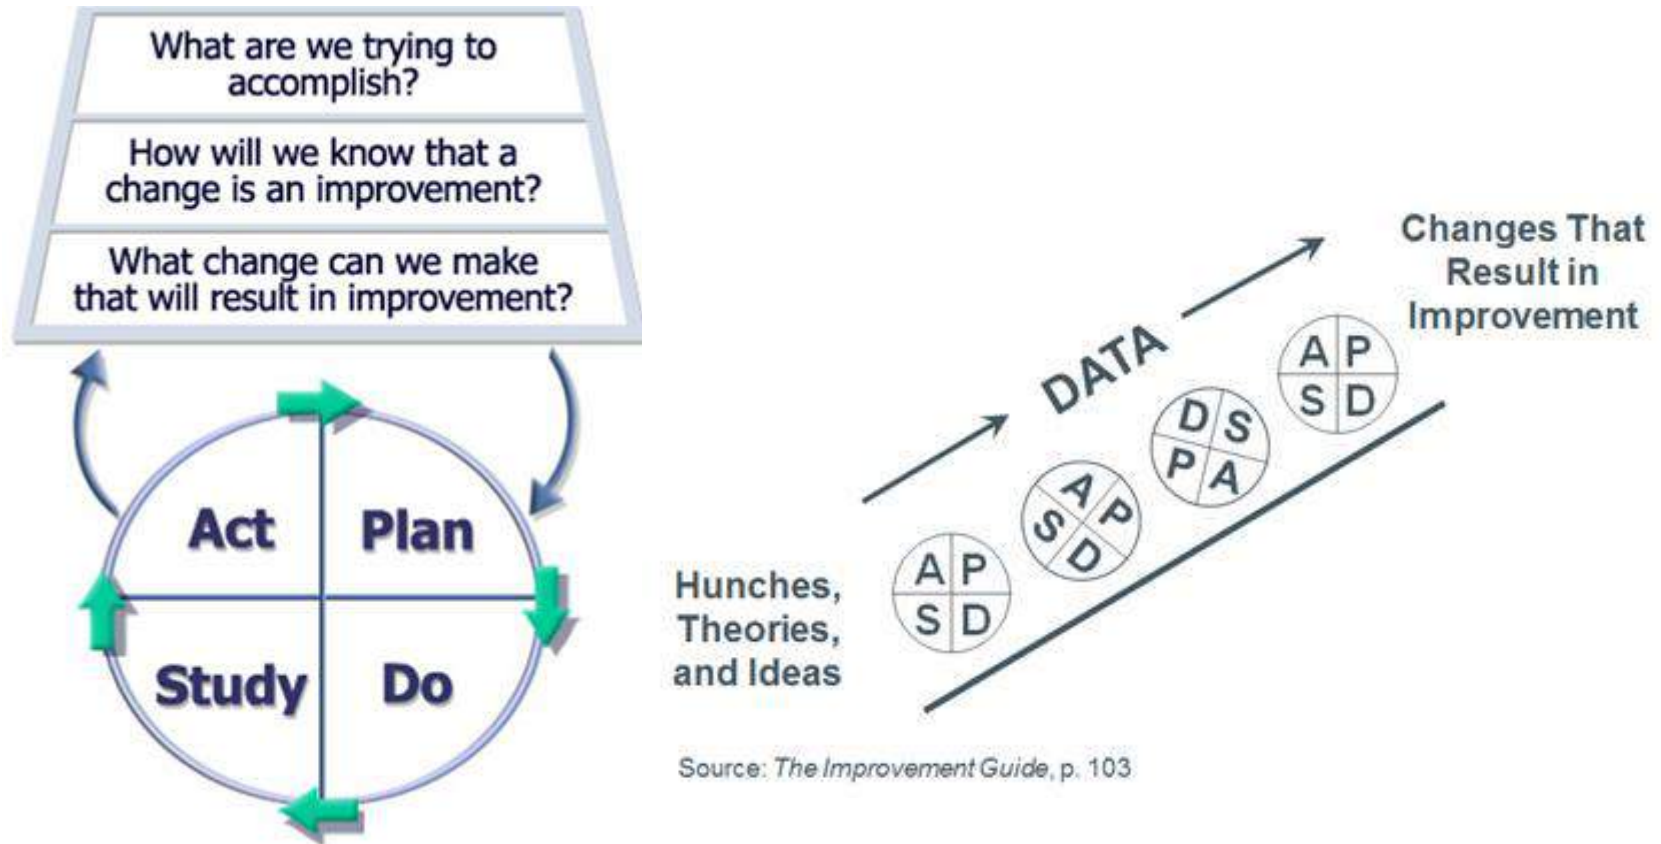 What are we trying to
accomplish?
How will we know that a
change is an improvement?
What change can we make
that will result in improvement?
Act
Plan
Study
Do
Changes That
Result in
Improvement
DATA
A P
S D
D S
P A
A P
S D
A P
S D
Hunches,
Theories,
and Ideas
Source: The Improvement Guide, p. 103